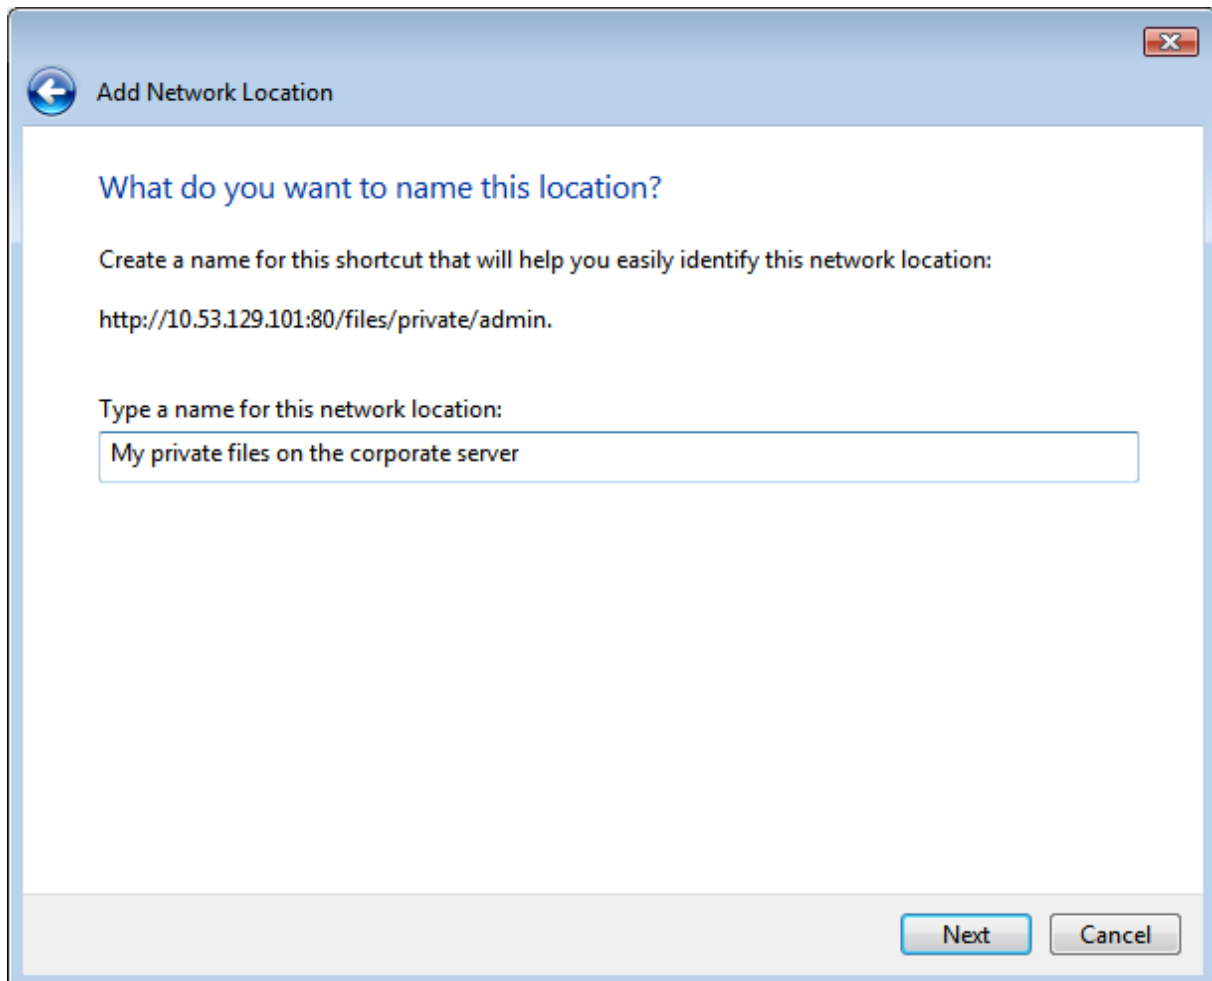 Add Network Location
What do you want to name this location?
Create a name for this shortcut that will help you easily identify this network location:
http://10.53.129.101:80/files/private/admin.
Type a name for this network location:
My private files on the corporate server
Next Cancel